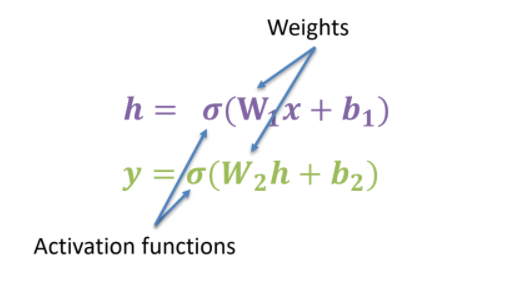 Weights
h = σ(W₁x + b₁)
y = σ(W₂h + b₂)
Activation functions